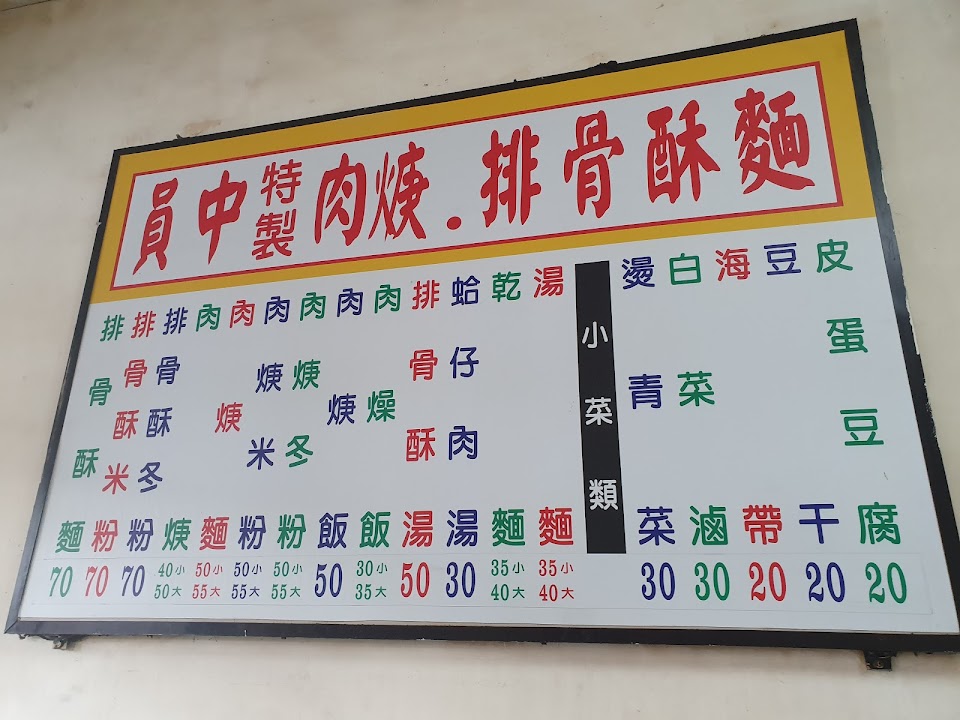 員中特製肉焿.排骨酥麵
排骨酥麵
70
排骨酥米粉
70
排骨酥冬粉
70
肉焿
40小
50大
肉焿麵
50小
55大
肉焿米粉
50小
55大
肉焿冬粉
50小
55大
肉焿飯
50
肉燥飯
30小
35大
排骨酥湯
50
蛤仔肉湯
30
乾麵
35小
40大
湯麵
35小
40大
小菜類
燙青菜
30
白菜滷
30
海帶
20
豆干
20
皮蛋豆腐
20